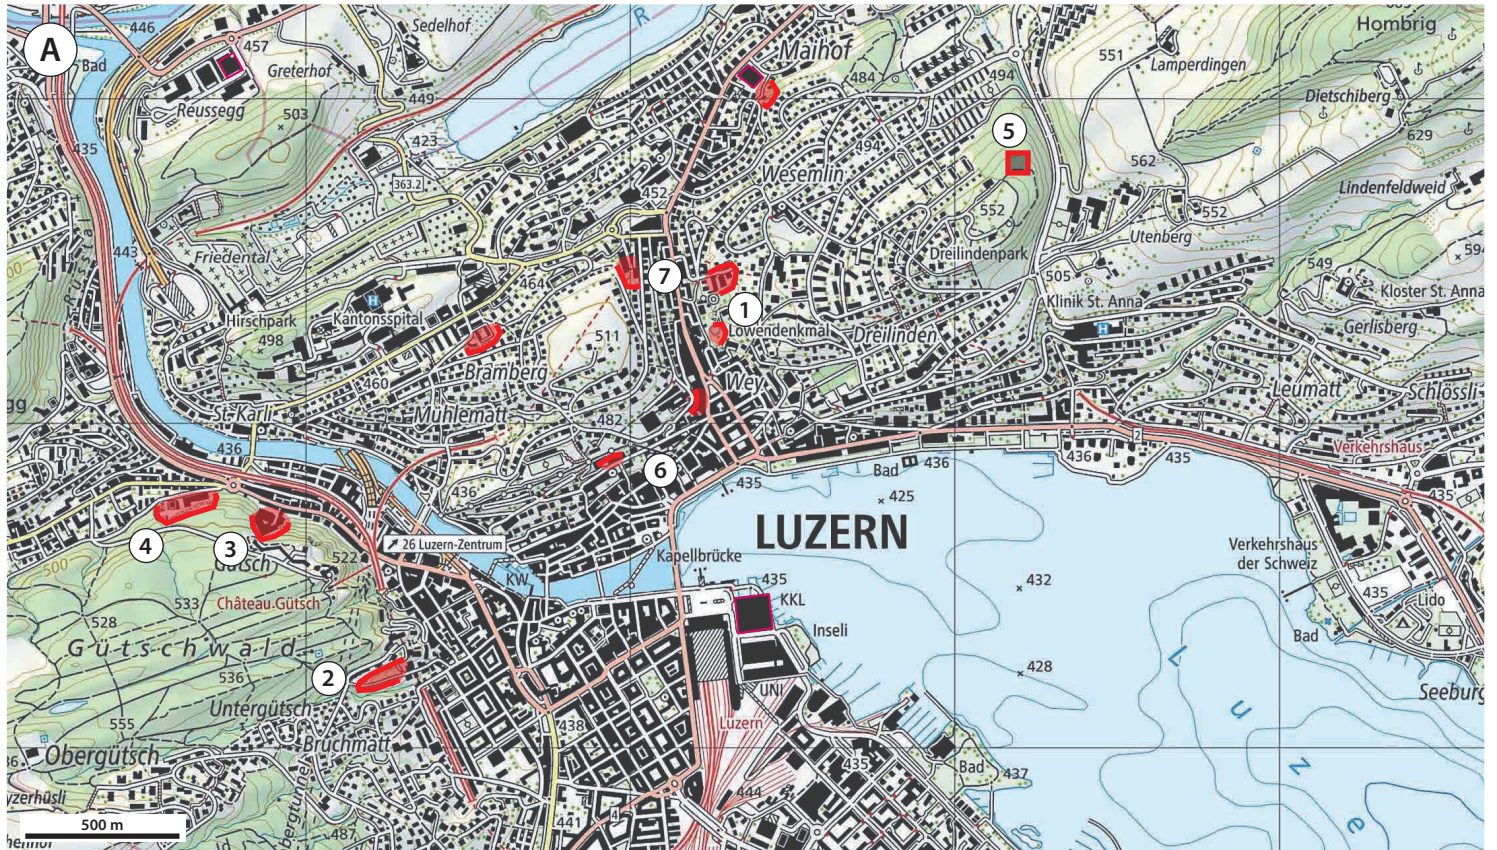 A
446
Bad
457
Sedelhof
Greterhof
Reussegg
503
449
R
Maihof
484
494
551
Lamperdingen
Hombrig
Dietschiberg
629
435
423
363.2
452
494
Wesemlin
5
562
552
552
Lindenfeldweid
Utenberg
594
443
Friedental
464
7
Dreilindenpark
505
549
Kloster St. Anna
Hirschpark
498
H
Kantonsspital
511
1
Löwendenkmal
Dreilinden
Klinik St. Anna
H
Gerlisberg
Bramberg
460
Wey
Leumatt
Schlössli
St. Karli
Mühlematt
482
436
6
436
435
Bad
436
425
436
2
435
Verkehrshaus
435
4
3
Gütsch
522
26 Luzern-Zentrum
LUZERN
Kapellbrücke
500
533
528
Château Gütsch
KW
435
KKL
432
Verkehrshaus
der Schweiz
435
Lido
Inseli
Bad
Gütschwald
536
2
428
Untergütsch
UNI
Seeburg
555
Bruchmatt
438
Luzern
Obergütsch
435
Bad
437
444
4
441
487
500 m
L
u
z
e